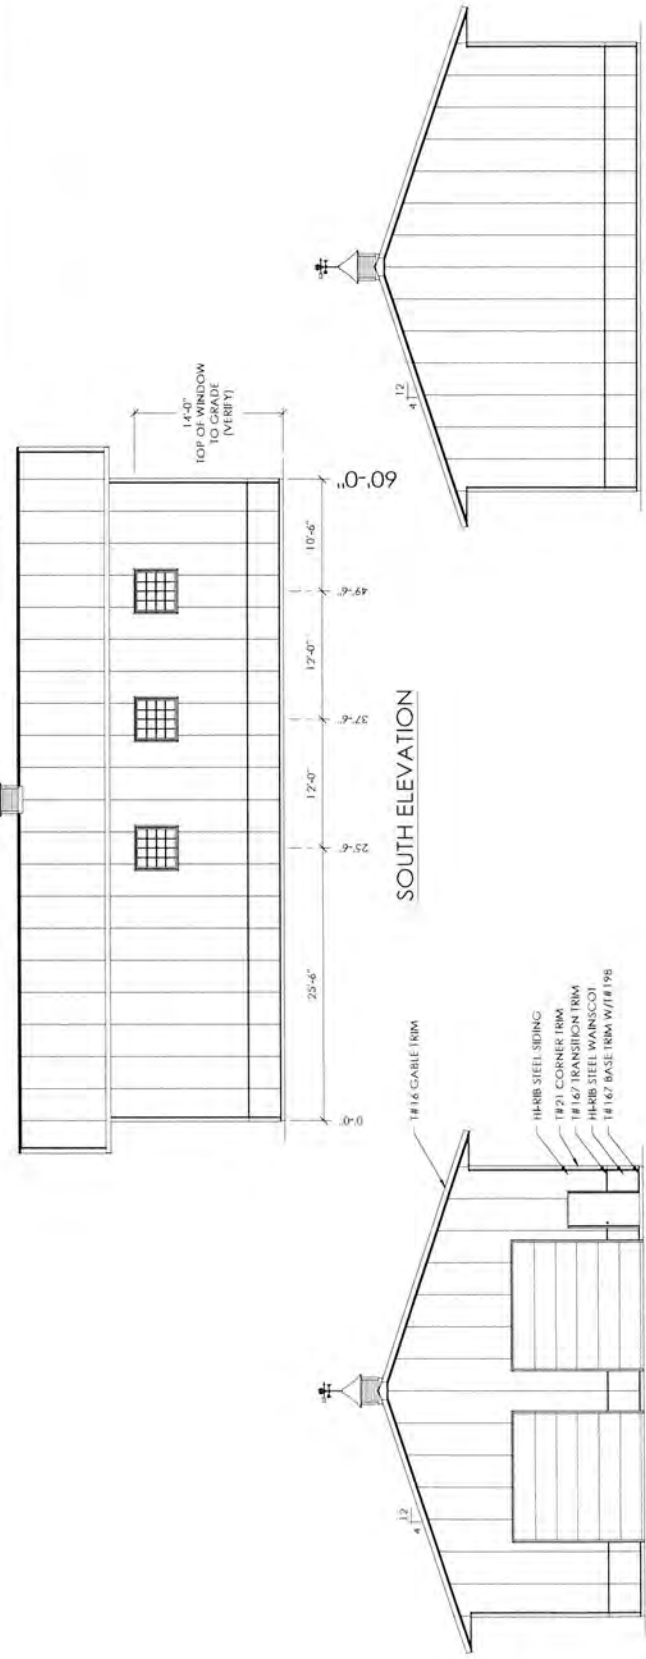 14'-0"
TOP OF WINDOW
TO GRADE
(VERIFY)
60'-0"
10'-6"
49'-6"
12'-0"
37'-6"
12'-0"
25'-6"
25'-6"
0'-0"
SOUTH ELEVATION
12
4
T#16 GABLE TRIM
HI-RIB STEEL SIDING
T#21 CORNER TRIM
T#167 TRANSITION TRIM
HI-RIB STEEL WAINSCOT
T#167 BASE TRIM W/T#198
12
4